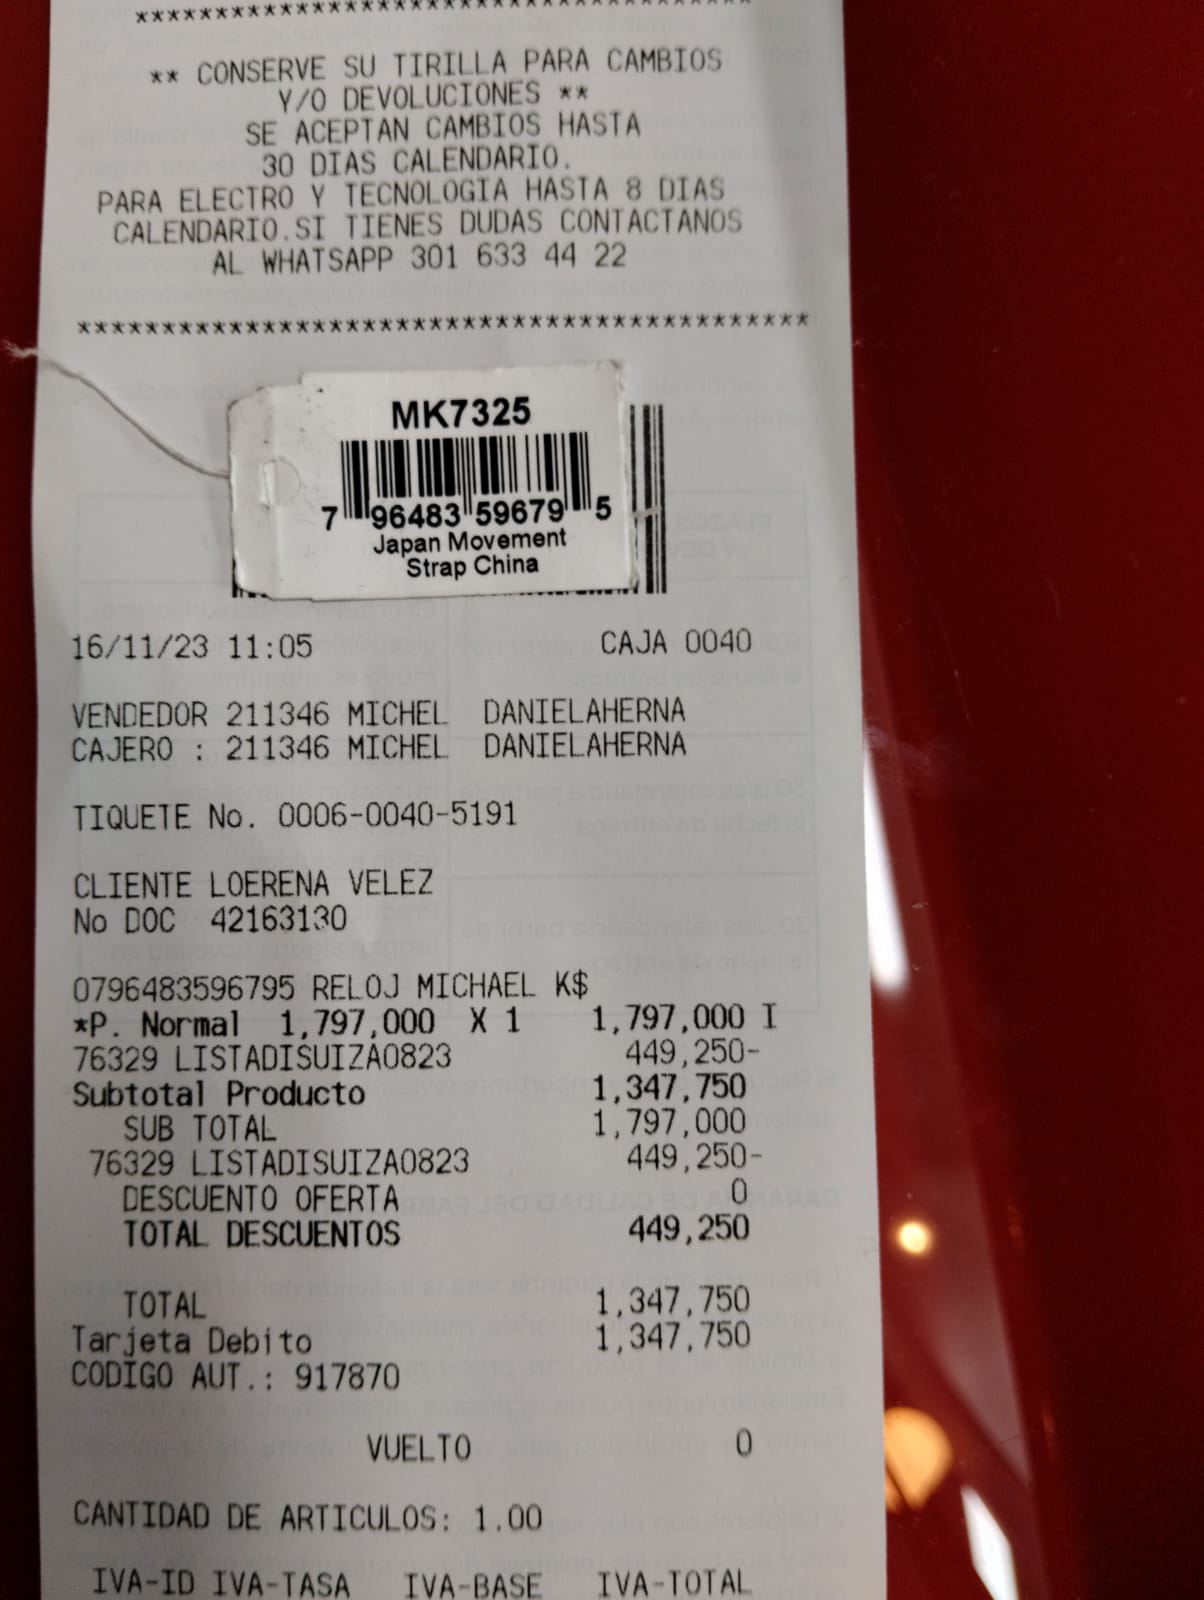 *****************************************
** CONSERVE SU TIRILLA PARA CAMBIOS
Y/O DEVOLUCIONES **
SE ACEPTAN CAMBIOS HASTA
30 DIAS CALENDARIO.
PARA ELECTRO Y TECNOLOGIA HASTA 8 DIAS
CALENDARIO.SI TIENES DUDAS CONTACTANOS
AL WHATSAPP 301 633 44 22
********************************************
MK7325
7 96483 59679 5
Japan Movement
Strap China
16/11/23 11:05 CAJA 0040
VENDEDOR 211346 MICHEL DANIELAHERNA
CAJERO : 211346 MICHEL DANIELAHERNA
TIQUETE No. 0006-0040-5191
CLIENTE LOERENA VELEZ
No DOC 42163130
0796483596795 RELOJ MICHAEL K$
*P. Normal 1,797,000 X 1 1,797,000 I
76329 LISTADISUIZA0823 449,250-
Subtotal Producto 1,347,750
SUB TOTAL 1,797,000
76329 LISTADISUIZA0823 449,250-
DESCUENTO OFERTA 0
TOTAL DESCUENTOS 449,250
TOTAL 1,347,750
Tarjeta Debito 1,347,750
CODIGO AUT.: 917870
VUELTO 0
CANTIDAD DE ARTICULOS: 1.00
IVA-ID IVA-TASA IVA-BASE IVA-TOTAL